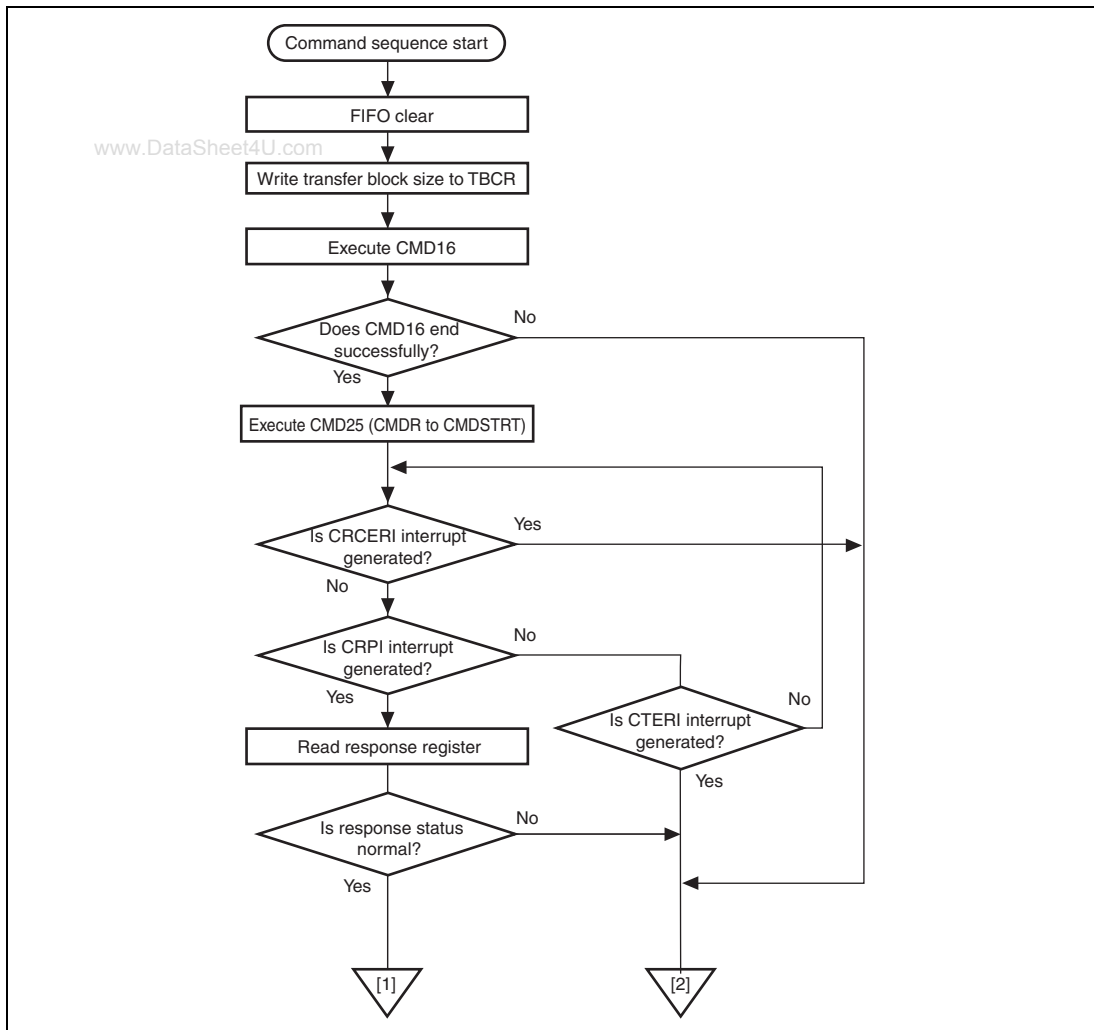 Command sequence start
FIFO clear
www.DataSheet4U.com
Write transfer block size to TBCR
Execute CMD16
Does CMD16 end
successfully?
No
Yes
Execute CMD25 (CMDR to CMDSTRT)
Is CRCERI interrupt
generated?
Yes
No
Is CRPI interrupt
generated?
No
Yes
Is CTERI interrupt
generated?
No
Yes
Read response register
Is response status
normal?
No
Yes
[1]
[2]